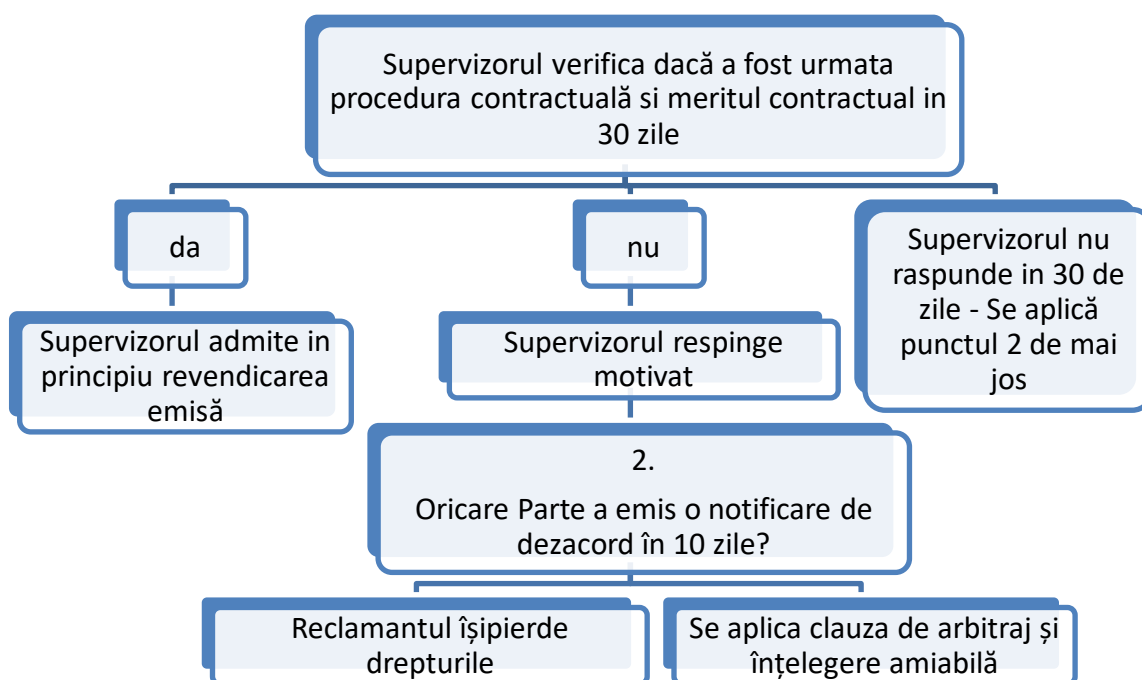 Supervizorul verifica dacă a fost urmata
procedura contractuală si meritul contractual in
30 zile
da
nu
Supervizorul nu
raspunde in 30 de
zile - Se aplică
punctul 2 de mai
jos
Supervizorul admite in
principiu revendicarea
emisă
Supervizorul respinge
motivat
2.
Oricare Parte a emis o notificare de
dezacord în 10 zile?
Reclamantul îșipierde
drepturile
Se aplica clauza de arbitraj și
înțelegere amiabilă